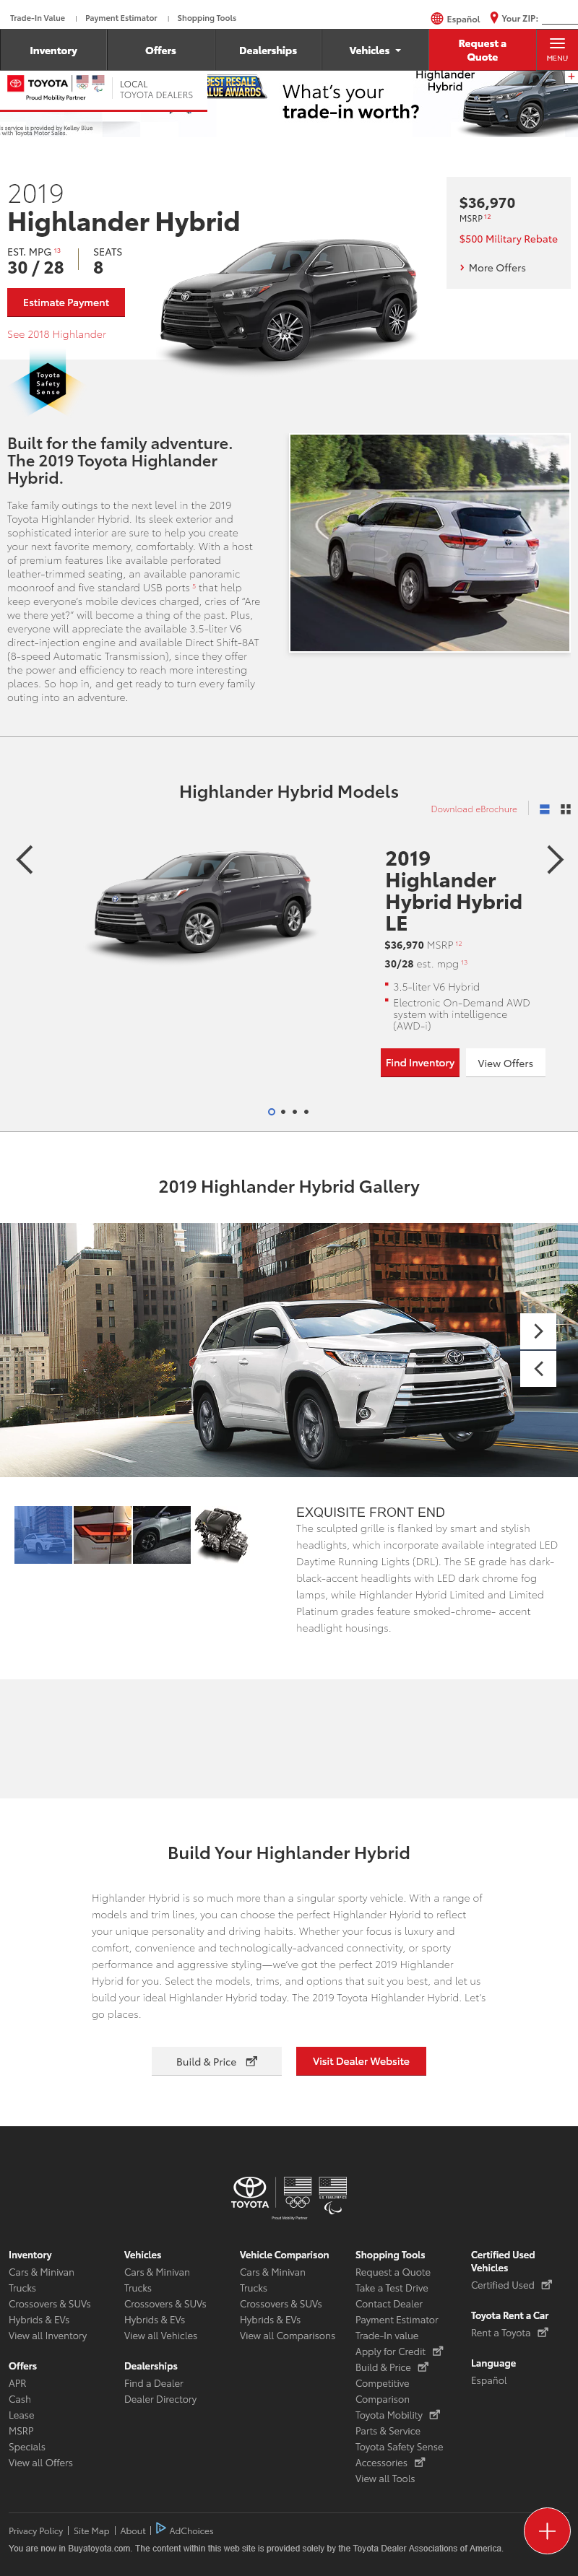 Trade-In Value | Payment Estimator | Shopping Tools
Español Your ZIP:
Inventory Offers Dealerships Vehicles Request a Quote MENU
TOYOTA
Proud Mobility Partner
LOCAL
TOYOTA DEALERS
BEST RESALE
VALUE AWARDS
What's your
trade-in worth?
Highlander
Hybrid
s service is provided by Kelley Blue
with Toyota Motor Sales.
2019
Highlander Hybrid
EST. MPG 13
30 / 28
SEATS
8
Estimate Payment
See 2018 Highlander
$36,970
MSRP 12
$500 Military Rebate
More Offers
Toyota
Safety
Sense
Built for the family adventure.
The 2019 Toyota Highlander
Hybrid.
Take family outings to the next level in the 2019
Toyota Highlander Hybrid. Its sleek exterior and
sophisticated interior are sure to help you create
your next favorite memory, comfortably. With a host
of premium features like available perforated
leather-trimmed seating, an available panoramic
moonroof and five standard USB ports 5 that help
keep everyone's mobile devices charged, cries of “Are
we there yet?” will become a thing of the past. Plus,
everyone will appreciate the available 3.5-liter V6
direct-injection engine and available Direct Shift-8AT
(8-speed Automatic Transmission), since they offer
the power and efficiency to reach more interesting
places. So hop in, and get ready to turn every family
outing into an adventure.
Highlander Hybrid Models
Download eBrochure
2019
Highlander
Hybrid Hybrid
LE
$36,970 MSRP 12
30/28 est. mpg 13
3.5-liter V6 Hybrid
Electronic On-Demand AWD
system with intelligence
(AWD-i)
Find Inventory View Offers
2019 Highlander Hybrid Gallery
EXQUISITE FRONT END
The sculpted grille is flanked by smart and stylish
headlights, which incorporate available integrated LED
Daytime Running Lights (DRL). The SE grade has dark-
black-accent headlights with LED dark chrome fog
lamps, while Highlander Hybrid Limited and Limited
Platinum grades feature smoked-chrome- accent
headlight housings.
Build Your Highlander Hybrid
Highlander Hybrid is so much more than a singular sporty vehicle. With a range
of models and trim lines, you can choose the perfect Highlander Hybrid to reflect
your unique personality and driving habits. Whether your focus is luxury and
comfort, convenience and technologically-advanced connectivity, or sporty
performance and aggressive styling—we've got the perfect 2019 Highlander
Hybrid for you. Select the models, trims, and options that suit you best, and let us
build your ideal Highlander Hybrid today. The 2019 Toyota Highlander Hybrid. Let's
go places.
Build & Price
Visit Dealer Website
TOYOTA
Proud Mobility Partner
Inventory
Cars & Minivan
Trucks
Crossovers & SUVs
Hybrids & EVs
View all Inventory
Offers
APR
Cash
Lease
MSRP
Specials
View all Offers
Vehicles
Cars & Minivan
Trucks
Crossovers & SUVs
Hybrids & EVs
View all Vehicles
Dealerships
Find a Dealer
Dealer Directory
Vehicle Comparison
Cars & Minivan
Trucks
Crossovers & SUVs
Hybrids & EVs
View all Comparisons
Shopping Tools
Request a Quote
Take a Test Drive
Contact Dealer
Payment Estimator
Trade-In value
Apply for Credit
Build & Price
Competitive
Comparison
Toyota Mobility
Parts & Service
Toyota Safety Sense
Accessories
View all Tools
Certified Used
Vehicles
Certified Used
Toyota Rent a Car
Rent a Toyota
Language
Español
Privacy Policy | Site Map | About | AdChoices
You are now in Buyatoyota.com. The content within this web site is provided solely by the Toyota Dealer Associations of America.